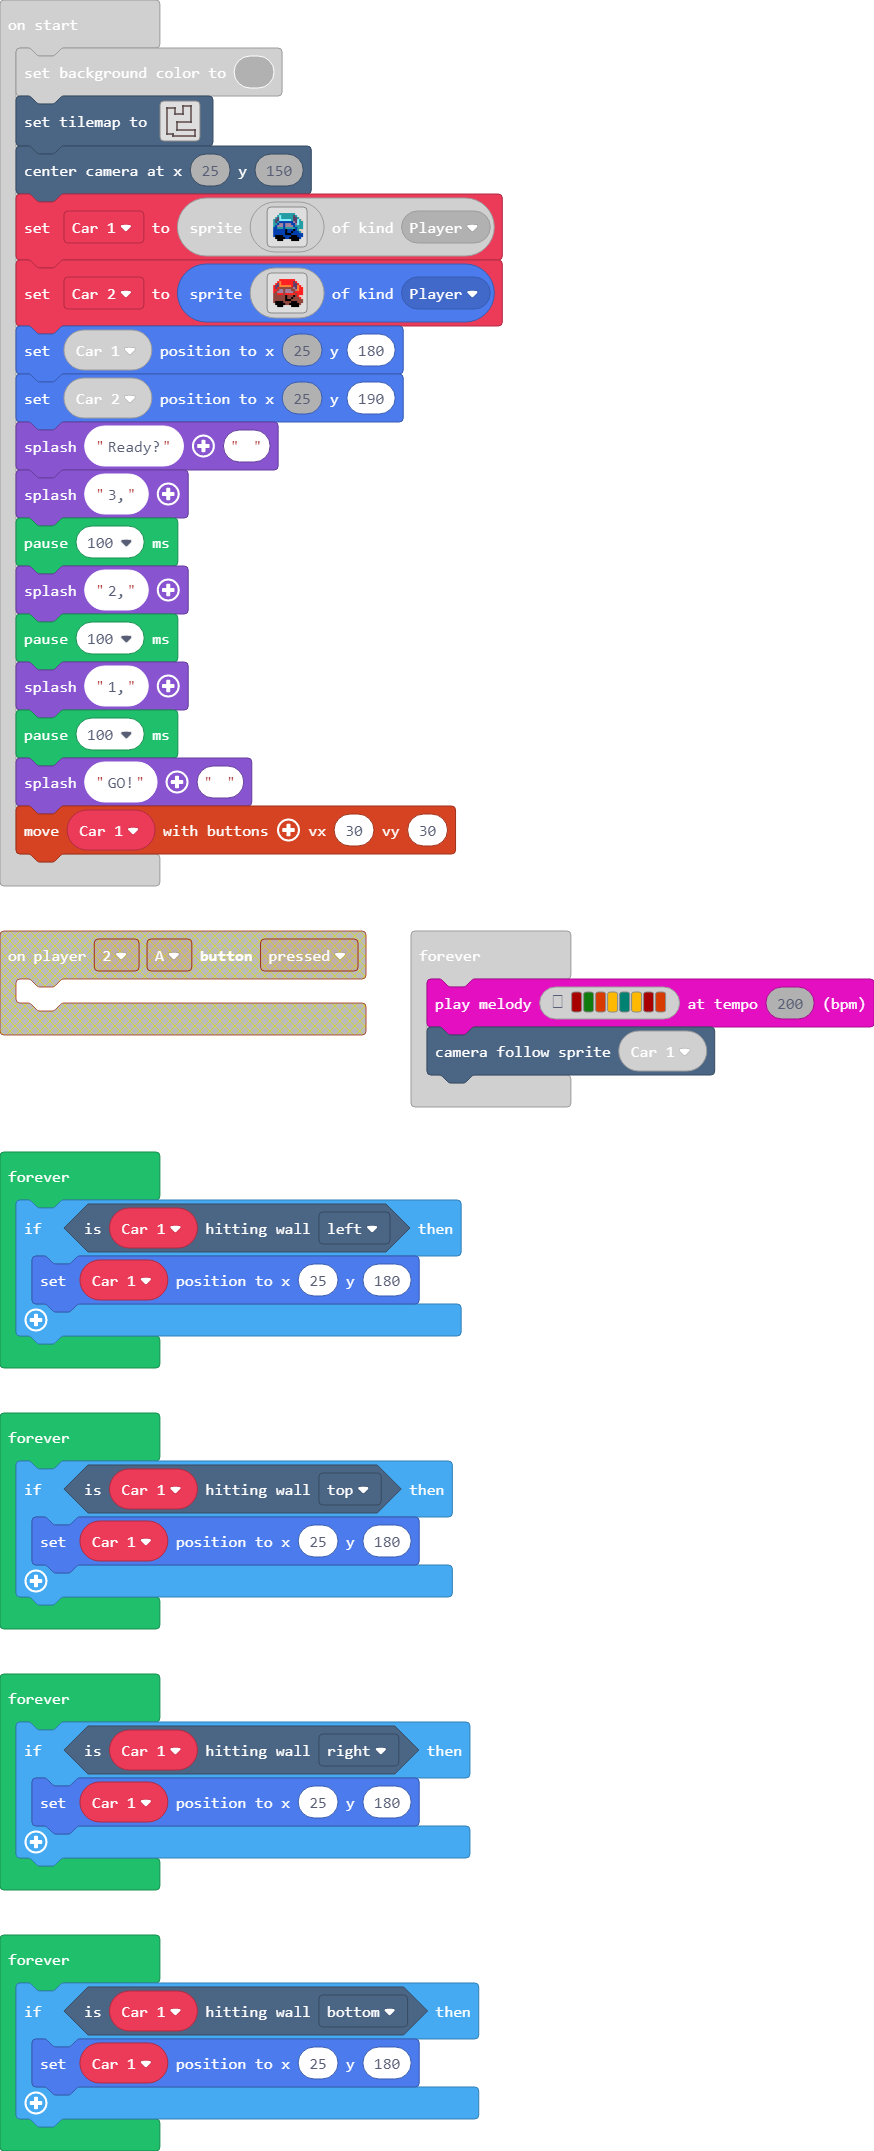 on start
set background color to
set tilemap to
center camera at x 25 y 150
set Car 1 to sprite of kind Player
set Car 2 to sprite of kind Player
set Car 1 position to x 25 y 180
set Car 2 position to x 25 y 190
splash "Ready?" " "
splash "3,"
pause 100 ms
splash "2,"
pause 100 ms
splash "1,"
pause 100 ms
splash "GO!" " "
move Car 1 with buttons vx 30 vy 30
on player 2 A button pressed
forever
play melody at tempo 200 (bpm)
camera follow sprite Car 1
forever
if is Car 1 hitting wall left then
set Car 1 position to x 25 y 180
forever
if is Car 1 hitting wall top then
set Car 1 position to x 25 y 180
forever
if is Car 1 hitting wall right then
set Car 1 position to x 25 y 180
forever
if is Car 1 hitting wall bottom then
set Car 1 position to x 25 y 180